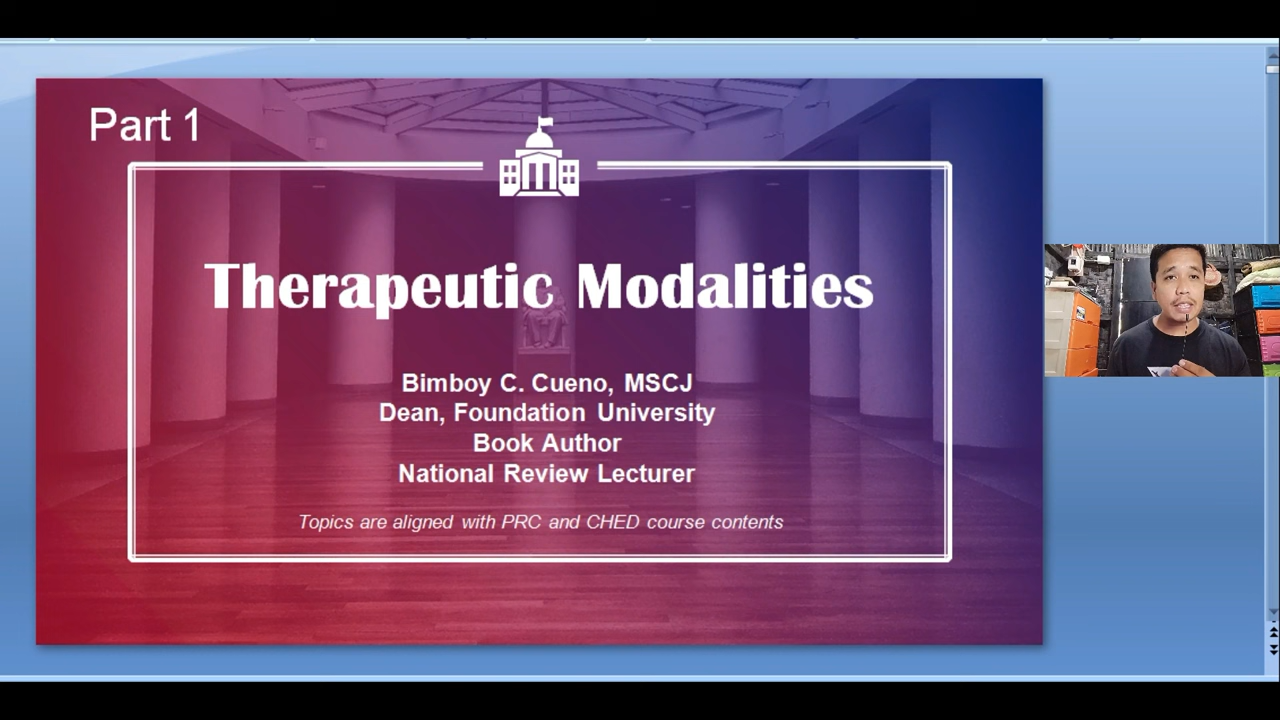 Part 1
Therapeutic Modalities
Bimboy C. Cueno, MSCJ
Dean, Foundation University
Book Author
National Review Lecturer
Topics are aligned with PRC and CHED course contents